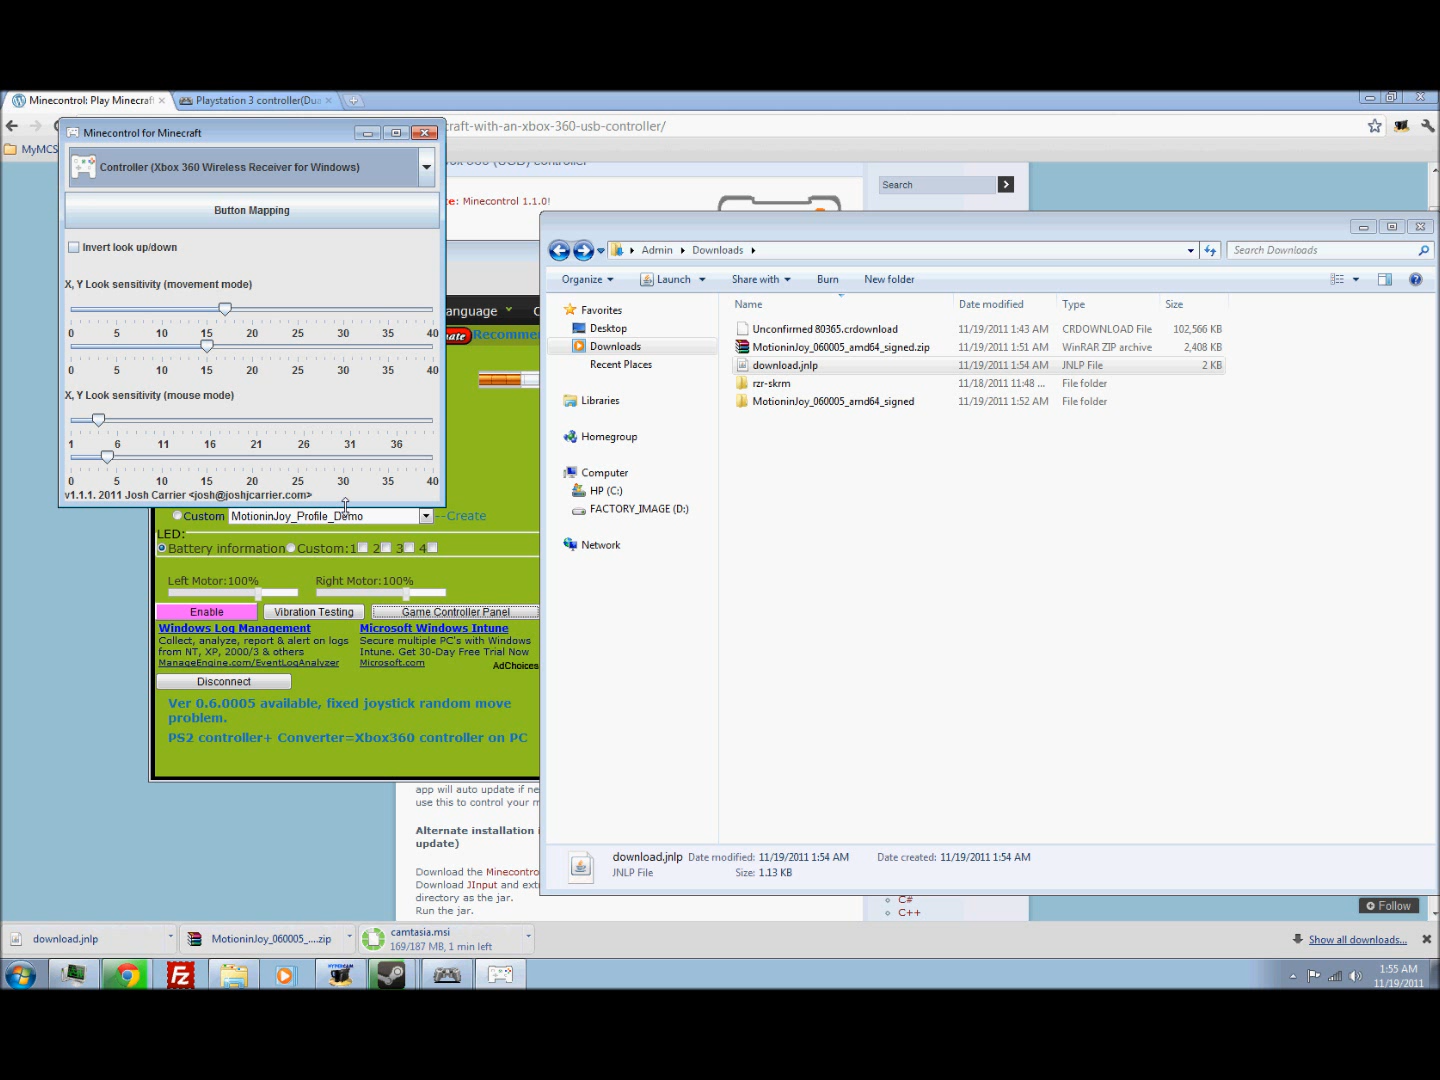 Minecontrol: Play Minecraft
Playstation 3 controller(Dua
raft-with-an-xbox-360-usb-controller/
MyMCS
Minecontrol for Minecraft
Controller (Xbox 360 Wireless Receiver for Windows)
Button Mapping
Invert look up/down
X, Y Look sensitivity (movement mode)
0 5 10 15 20 25 30 35 40
0 5 10 15 20 25 30 35 40
X, Y Look sensitivity (mouse mode)
1 6 11 16 21 26 31 36
0 5 10 15 20 25 30 35 40
v1.1.1. 2011 Josh Carrier <josh@joshjcarrier.com>
Minecontrol 1.1.0!
Search
anguage
Recomme
Custom MotioninJoy_Profile_Demo --Create
LED:
Battery information Custom:1 2 3 4
Left Motor:100% Right Motor:100%
Enable Vibration Testing Game Controller Panel
Windows Log Management
Collect, analyze, report & alert on logs
from NT, XP, 2000/3 & others
ManageEngine.com/EventLogAnalyzer
Microsoft Windows Intune
Secure multiple PC's with Windows
Intune. Get 30-Day Free Trial Now
Microsoft.com
AdChoices
Disconnect
Ver 0.6.0005 available, fixed joystick random move
problem.
PS2 controller+ Converter=Xbox360 controller on PC
app will auto update if ne
use this to control your m
Alternate installation i
update)
Download the Minecontro
Download JInput and ext
directory as the jar.
Run the jar.
Admin Downloads
Search Downloads
Organize Launch Share with Burn New folder
Favorites
Desktop
Downloads
Recent Places
Libraries
Homegroup
Computer
HP (C:)
FACTORY_IMAGE (D:)
Network
Name Date modified Type Size
Unconfirmed 80365.crdownload 11/19/2011 1:43 AM CRDOWNLOAD File 102,566 KB
MotioninJoy_060005_amd64_signed.zip 11/19/2011 1:51 AM WinRAR ZIP archive 2,408 KB
download.jnlp 11/19/2011 1:54 AM JNLP File 2 KB
rzr-skrm 11/18/2011 11:48 ... File folder
MotioninJoy_060005_amd64_signed 11/19/2011 1:52 AM File folder
download.jnlp Date modified: 11/19/2011 1:54 AM Date created: 11/19/2011 1:54 AM
JNLP File Size: 1.13 KB
C#
C++
Follow
download.jnlp
MotioninJoy_060005_....zip
camtasia.msi
169/187 MB, 1 min left
Show all downloads...
1:55 AM
11/19/2011